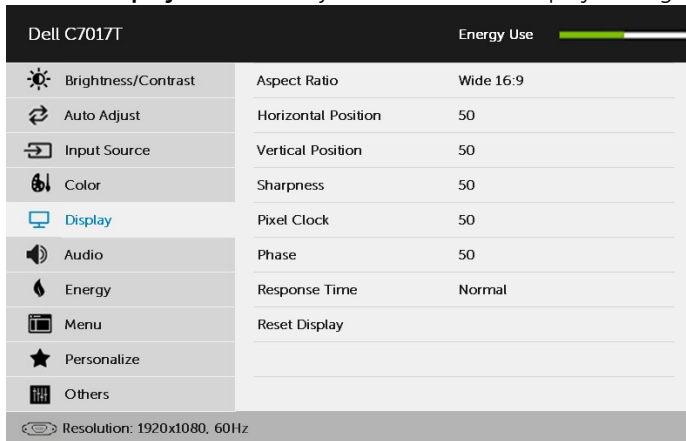 Dell C7017T Energy Use
Brightness/Contrast Aspect Ratio Wide 16:9
Auto Adjust Horizontal Position 50
Input Source Vertical Position 50
Color Sharpness 50
Display Pixel Clock 50
Audio Phase 50
Energy Response Time Normal
Menu Reset Display
Personalize
Others
Resolution: 1920x1080, 60Hz